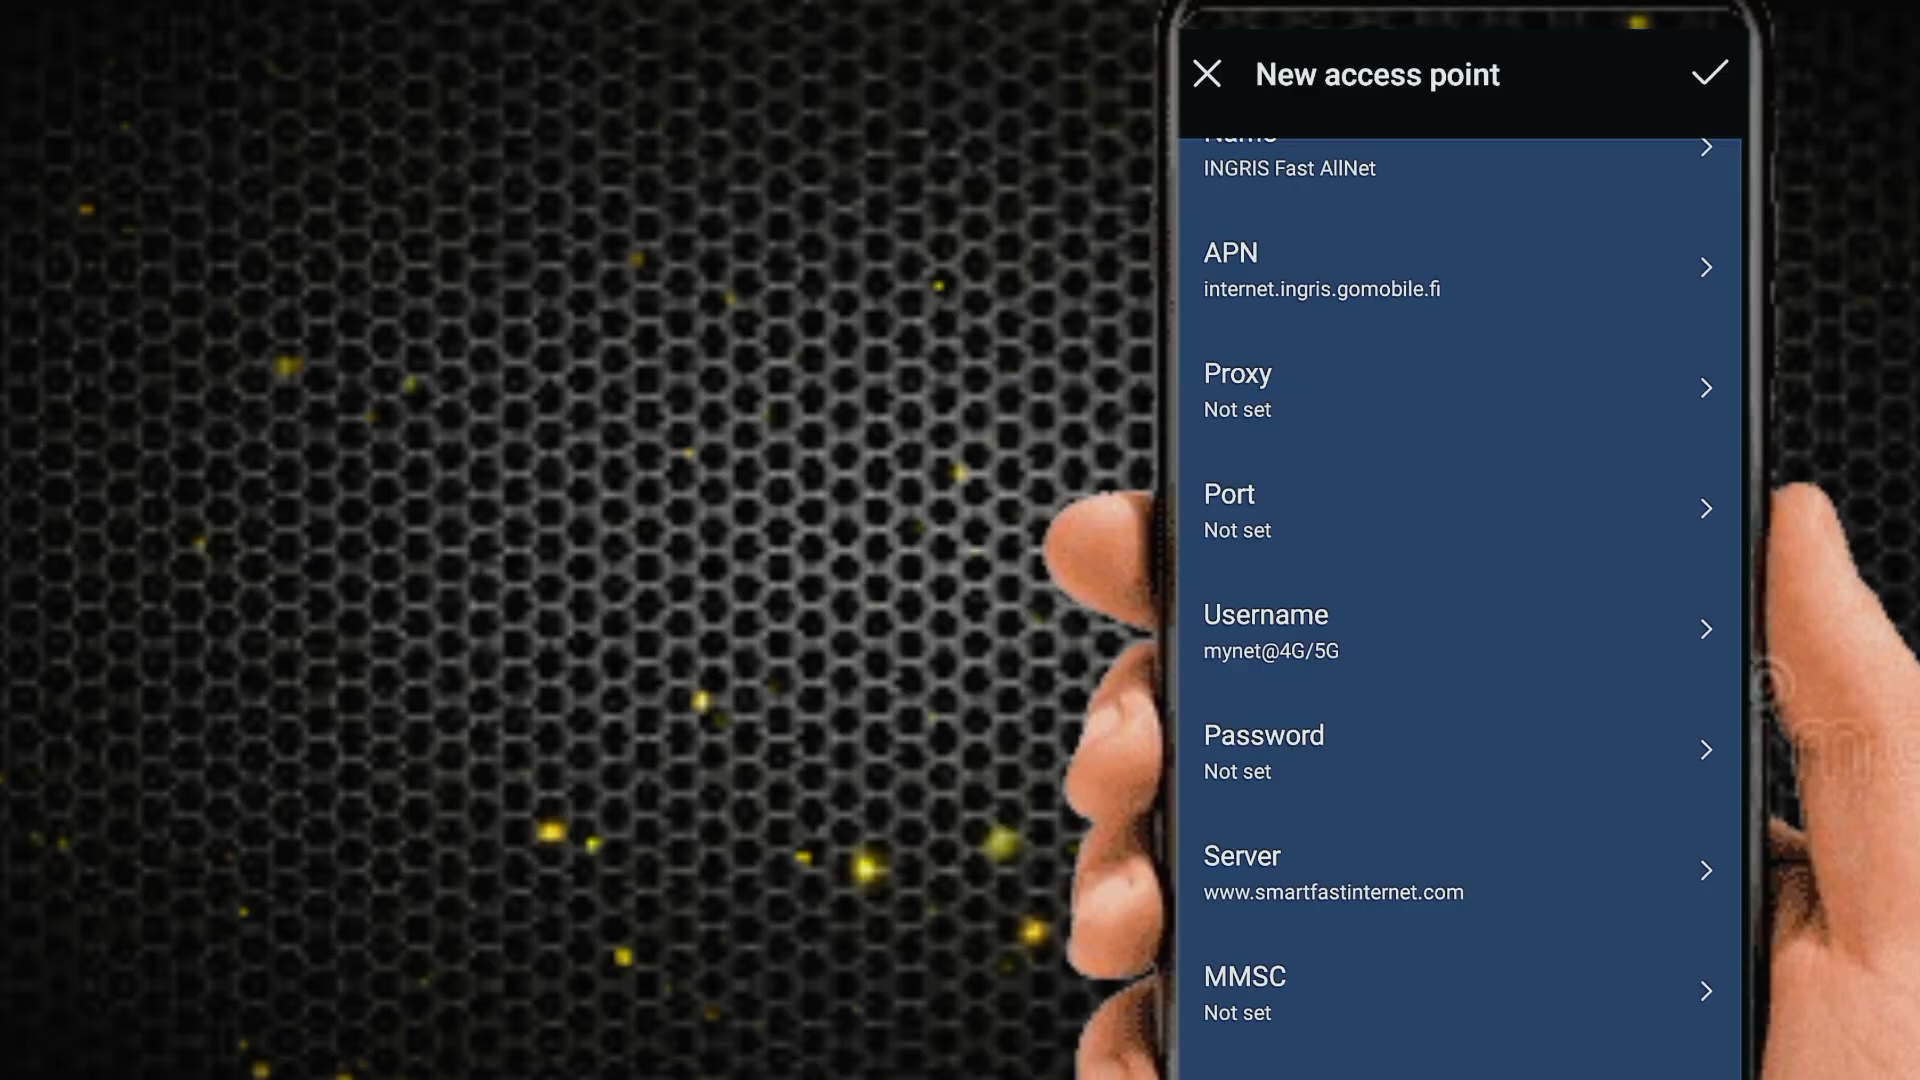 New access point
Name
INGRIS Fast AllNet
APN
internet.ingris.gomobile.fi
Proxy
Not set
Port
Not set
Username
mynet@4G/5G
Password
Not set
Server
www.smartfastinternet.com
MMSC
Not set